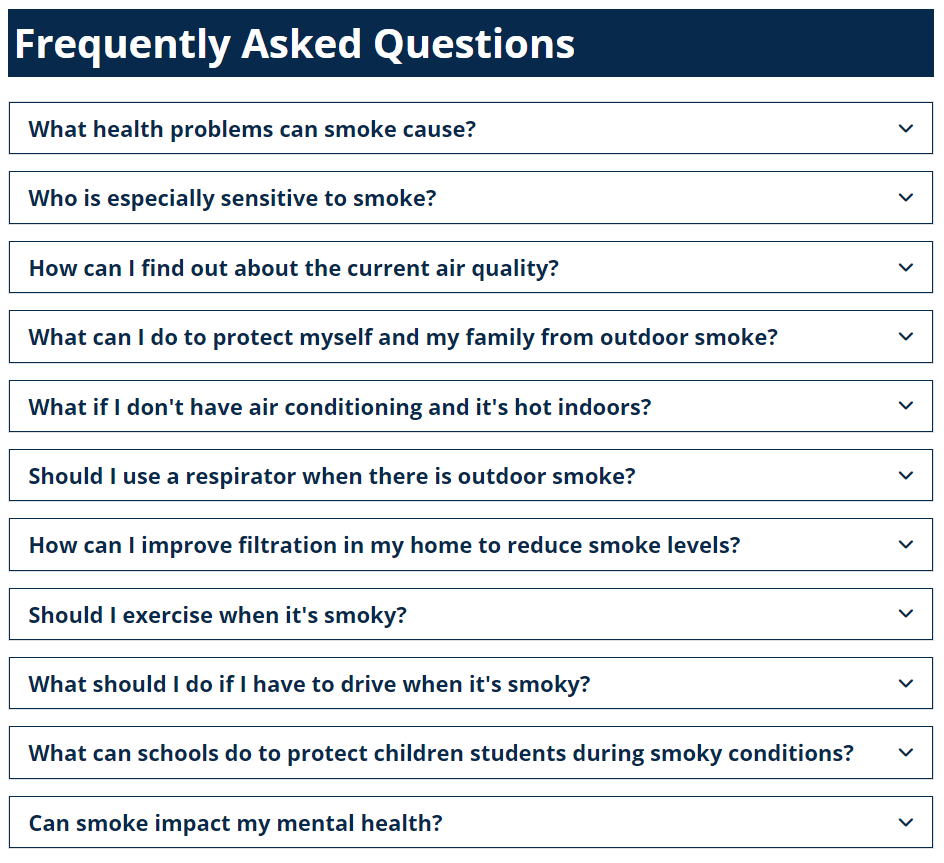 Frequently Asked Questions
What health problems can smoke cause?
Who is especially sensitive to smoke?
How can I find out about the current air quality?
What can I do to protect myself and my family from outdoor smoke?
What if I don't have air conditioning and it's hot indoors?
Should I use a respirator when there is outdoor smoke?
How can I improve filtration in my home to reduce smoke levels?
Should I exercise when it's smoky?
What should I do if I have to drive when it's smoky?
What can schools do to protect children students during smoky conditions?
Can smoke impact my mental health?